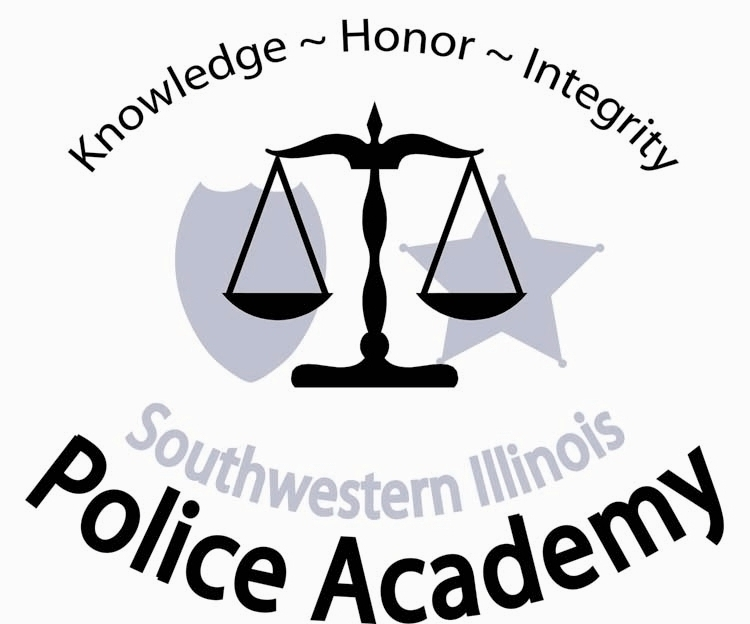 Knowledge ~ Honor ~ Integrity
Southwestern Illinois
Police Academy